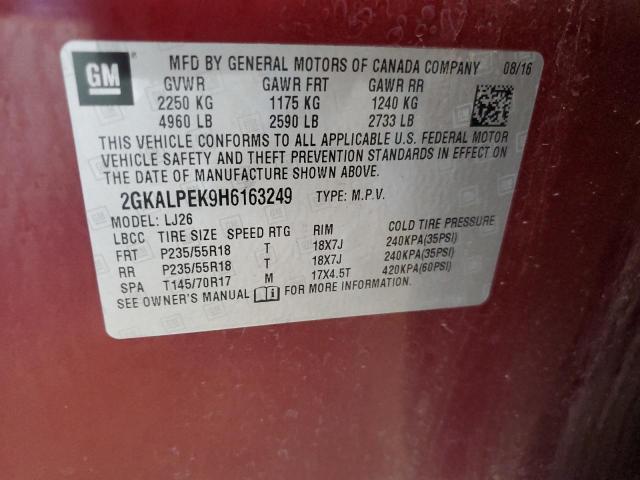 GM
MFD BY GENERAL MOTORS OF CANADA COMPANY 08/16
GVWR GAWR FRT GAWR RR
2250 KG 1175 KG 1240 KG
4960 LB 2590 LB 2733 LB
THIS VEHICLE CONFORMS TO ALL APPLICABLE U.S. FEDERAL MOTOR
VEHICLE SAFETY AND THEFT PREVENTION STANDARDS IN EFFECT ON
THE DATE OF MANUFACTURE SHOWN ABOVE.
2GKALPEK9H6163249 TYPE: M.P.V.
MODEL: LJ26
LBCC TIRE SIZE SPEED RTG RIM COLD TIRE PRESSURE
FRT P235/55R18 T 18X7J 240KPA(35PSI)
RR P235/55R18 T 18X7J 240KPA(35PSI)
SPA T145/70R17 M 17X4.5T 420KPA(60PSI)
SEE OWNER'S MANUAL FOR MORE INFORMATION.